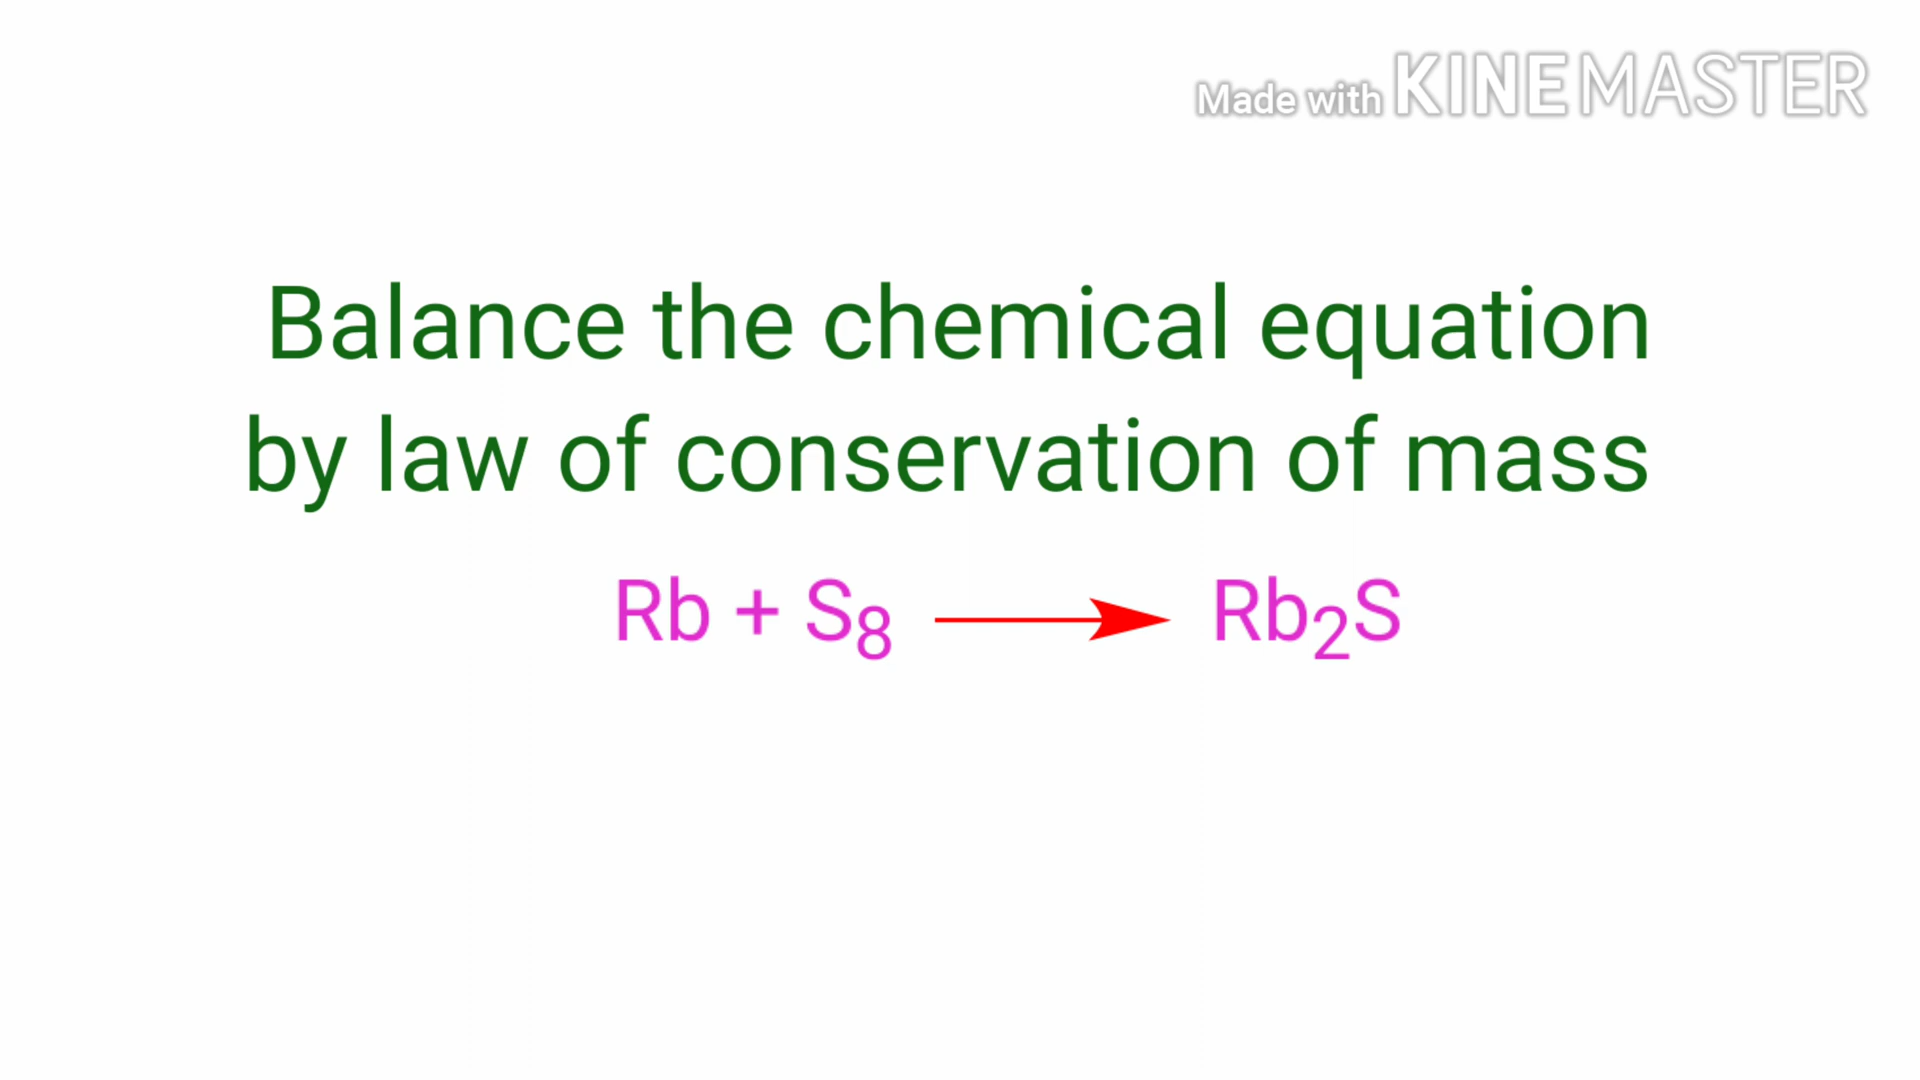 Made with KINEMASTER
Balance the chemical equation
by law of conservation of mass
Rb + S₈ ⟶ Rb₂S